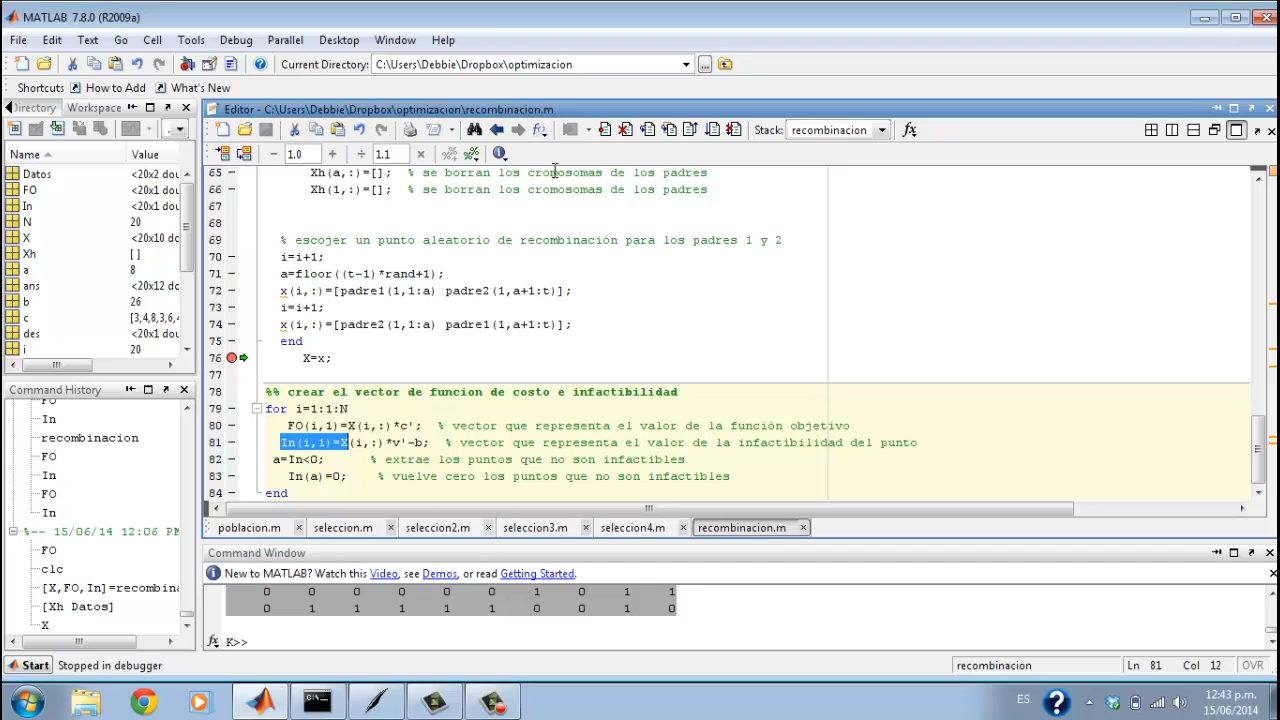 MATLAB 7.8.0 (R2009a)
File Edit Text Go Cell Tools Debug Parallel Desktop Window Help
Current Directory: C:\Users\Debbie\Dropbox\optimizacion
Shortcuts How to Add What's New
Directory Workspace
Editor - C:\Users\Debbie\Dropbox\optimizacion\recombinacion.m
Stack: recombinacion
1.0 1.1
Name Value
Datos <20x2 dou
FO <20x1 do
In <20x1 do
N 20
X <20x10 do
Xh []
a 8
ans <20x12 do
b 26
c [3,4,8,3,6,4
des <20x1 do
i 20
65 Xh(a,:)=[]; % se borran los cromosomas de los padres
66 Xh(1,:)=[]; % se borran los cromosomas de los padres
67
68
69 % escojer un punto aleatorio de recombinación para los padres 1 y 2
70 i=i+1;
71 a=floor((t-1)*rand+1);
72 x(i,:)=[padre1(1,1:a) padre2(1,a+1:t)];
73 i=i+1;
74 x(i,:)=[padre2(1,1:a) padre1(1,a+1:t)];
75 end
76 X=x;
77
78 %% crear el vector de funcion de costo e infactibilidad
79 for i=1:1:N
80 FO(i,1)=X(i,:)*c'; % vector que representa el valor de la función objetivo
81 In(i,1)=X(i,:)*v'-b; % vector que representa el valor de la infactibilidad del punto
82 a=In<0; % extrae los puntos que no son infactibles
83 In(a)=0; % vuelve cero los puntos que no son infactibles
84 end
Command History
FO
In
recombinacion
FO
In
FO
In
%-- 15/06/14 12:06 PM
FO
clc
[X,FO,In]=recombina
[Xh Datos]
X
poblacion.m seleccion.m seleccion2.m seleccion3.m seleccion4.m recombinacion.m
Command Window
New to MATLAB? Watch this Video, see Demos, or read Getting Started.
0 0 0 0 0 0 1 0 1 1
0 1 1 1 1 1 0 0 1 0
fx K>>
Start Stopped in debugger
recombinacion Ln 81 Col 12 OVR
ES
12:43 p.m.
15/06/2014